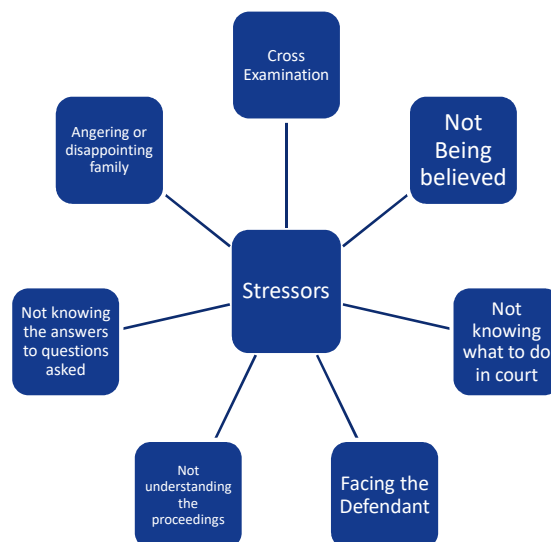 Cross
Examination
Not
Being
believed
Angering or
disappointing
family
Stressors
Not knowing
the answers
to questions
asked
Not
knowing
what to do
in court
Not
understanding
the
proceedings
Facing the
Defendant